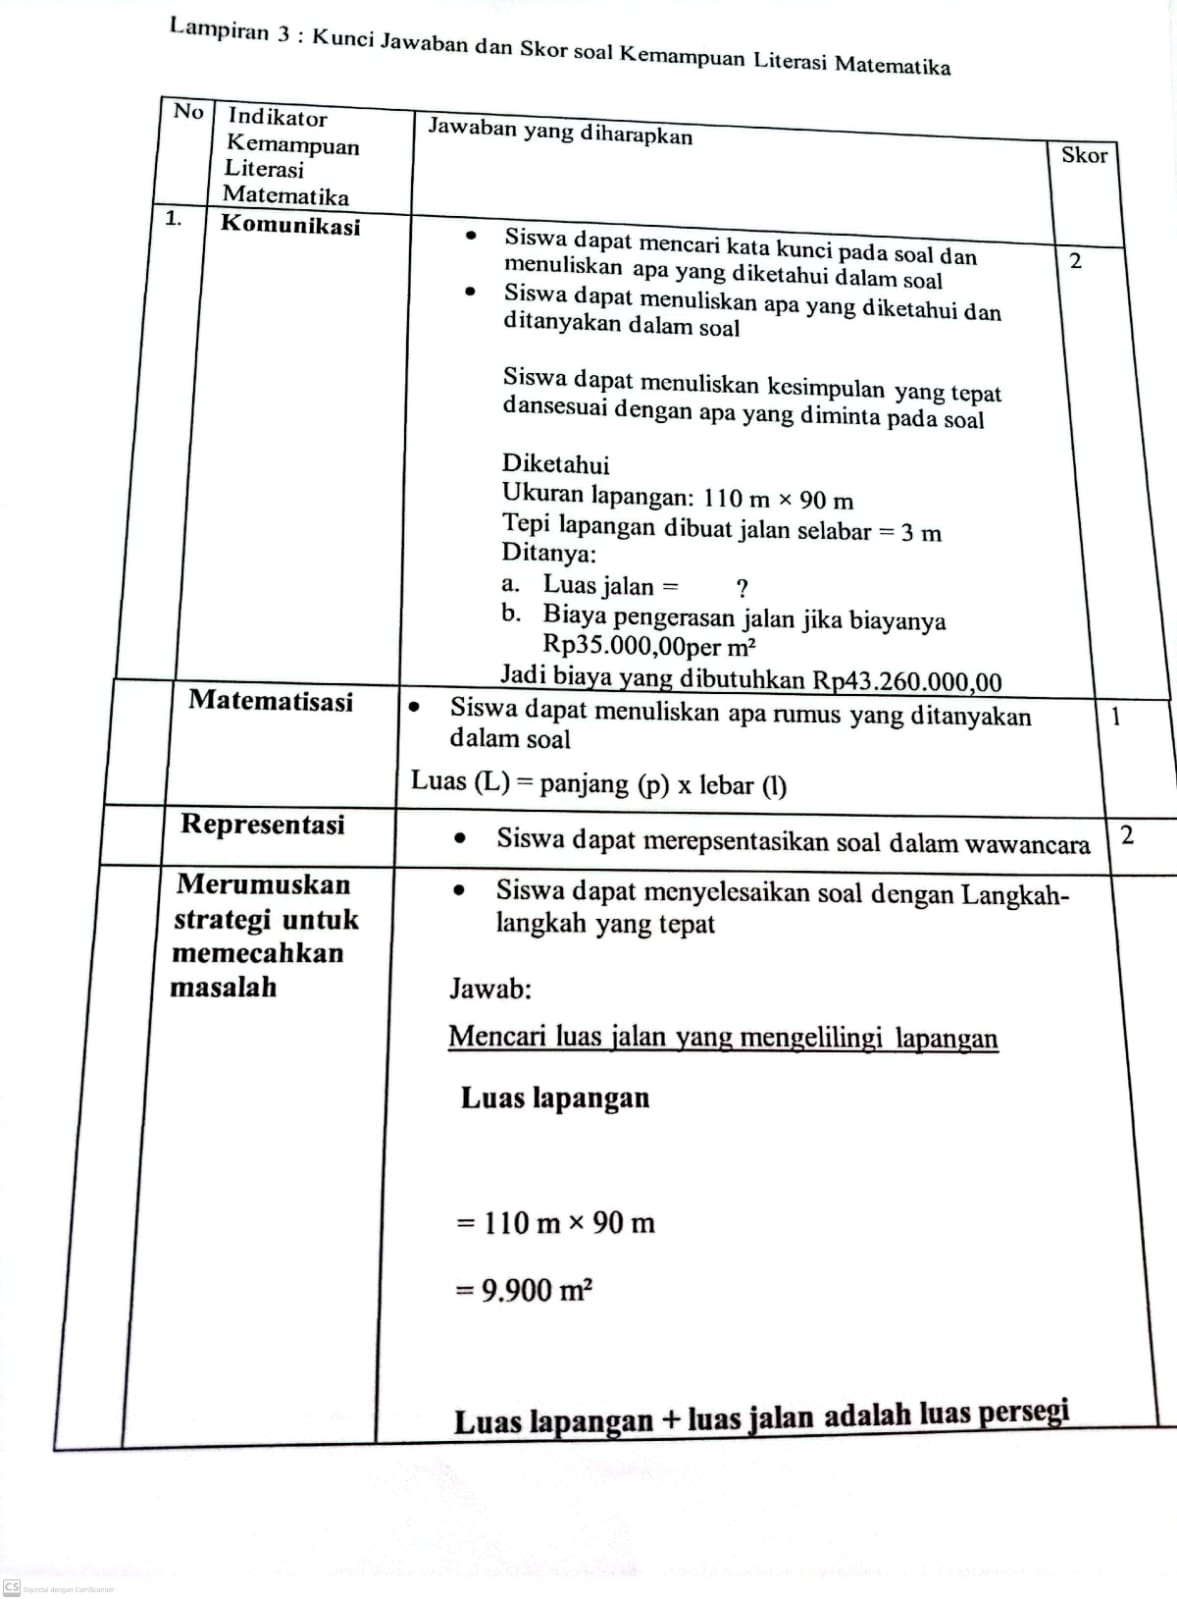 Lampiran 3 : Kunci Jawaban dan Skor soal Kemampuan Literasi Matematika
No
Indikator
Kemampuan
Literasi
Matematika
Jawaban yang diharapkan
Skor
1.
Komunikasi
• Siswa dapat mencari kata kunci pada soal dan
menuliskan apa yang diketahui dalam soal
• Siswa dapat menuliskan apa yang diketahui dan
ditanyakan dalam soal
Siswa dapat menuliskan kesimpulan yang tepat
dansesuai dengan apa yang diminta pada soal
Diketahui
Ukuran lapangan: 110 m × 90 m
Tepi lapangan dibuat jalan selabar = 3 m
Ditanya:
a. Luas jalan = ?
b. Biaya pengerasan jalan jika biayanya
Rp35.000,00per m²
Jadi biaya yang dibutuhkan Rp43.260.000,00
2
Matematisasi
• Siswa dapat menuliskan apa rumus yang ditanyakan
dalam soal
Luas (L) = panjang (p) x lebar (l)
1
Representasi
• Siswa dapat merepsentasikan soal dalam wawancara
2
Merumuskan
strategi untuk
memecahkan
masalah
• Siswa dapat menyelesaikan soal dengan Langkah-
langkah yang tepat
Jawab:
Mencari luas jalan yang mengelilingi lapangan
Luas lapangan
= 110 m × 90 m
= 9.900 m²
Luas lapangan + luas jalan adalah luas persegi
CS Dipindai dengan CamScanner